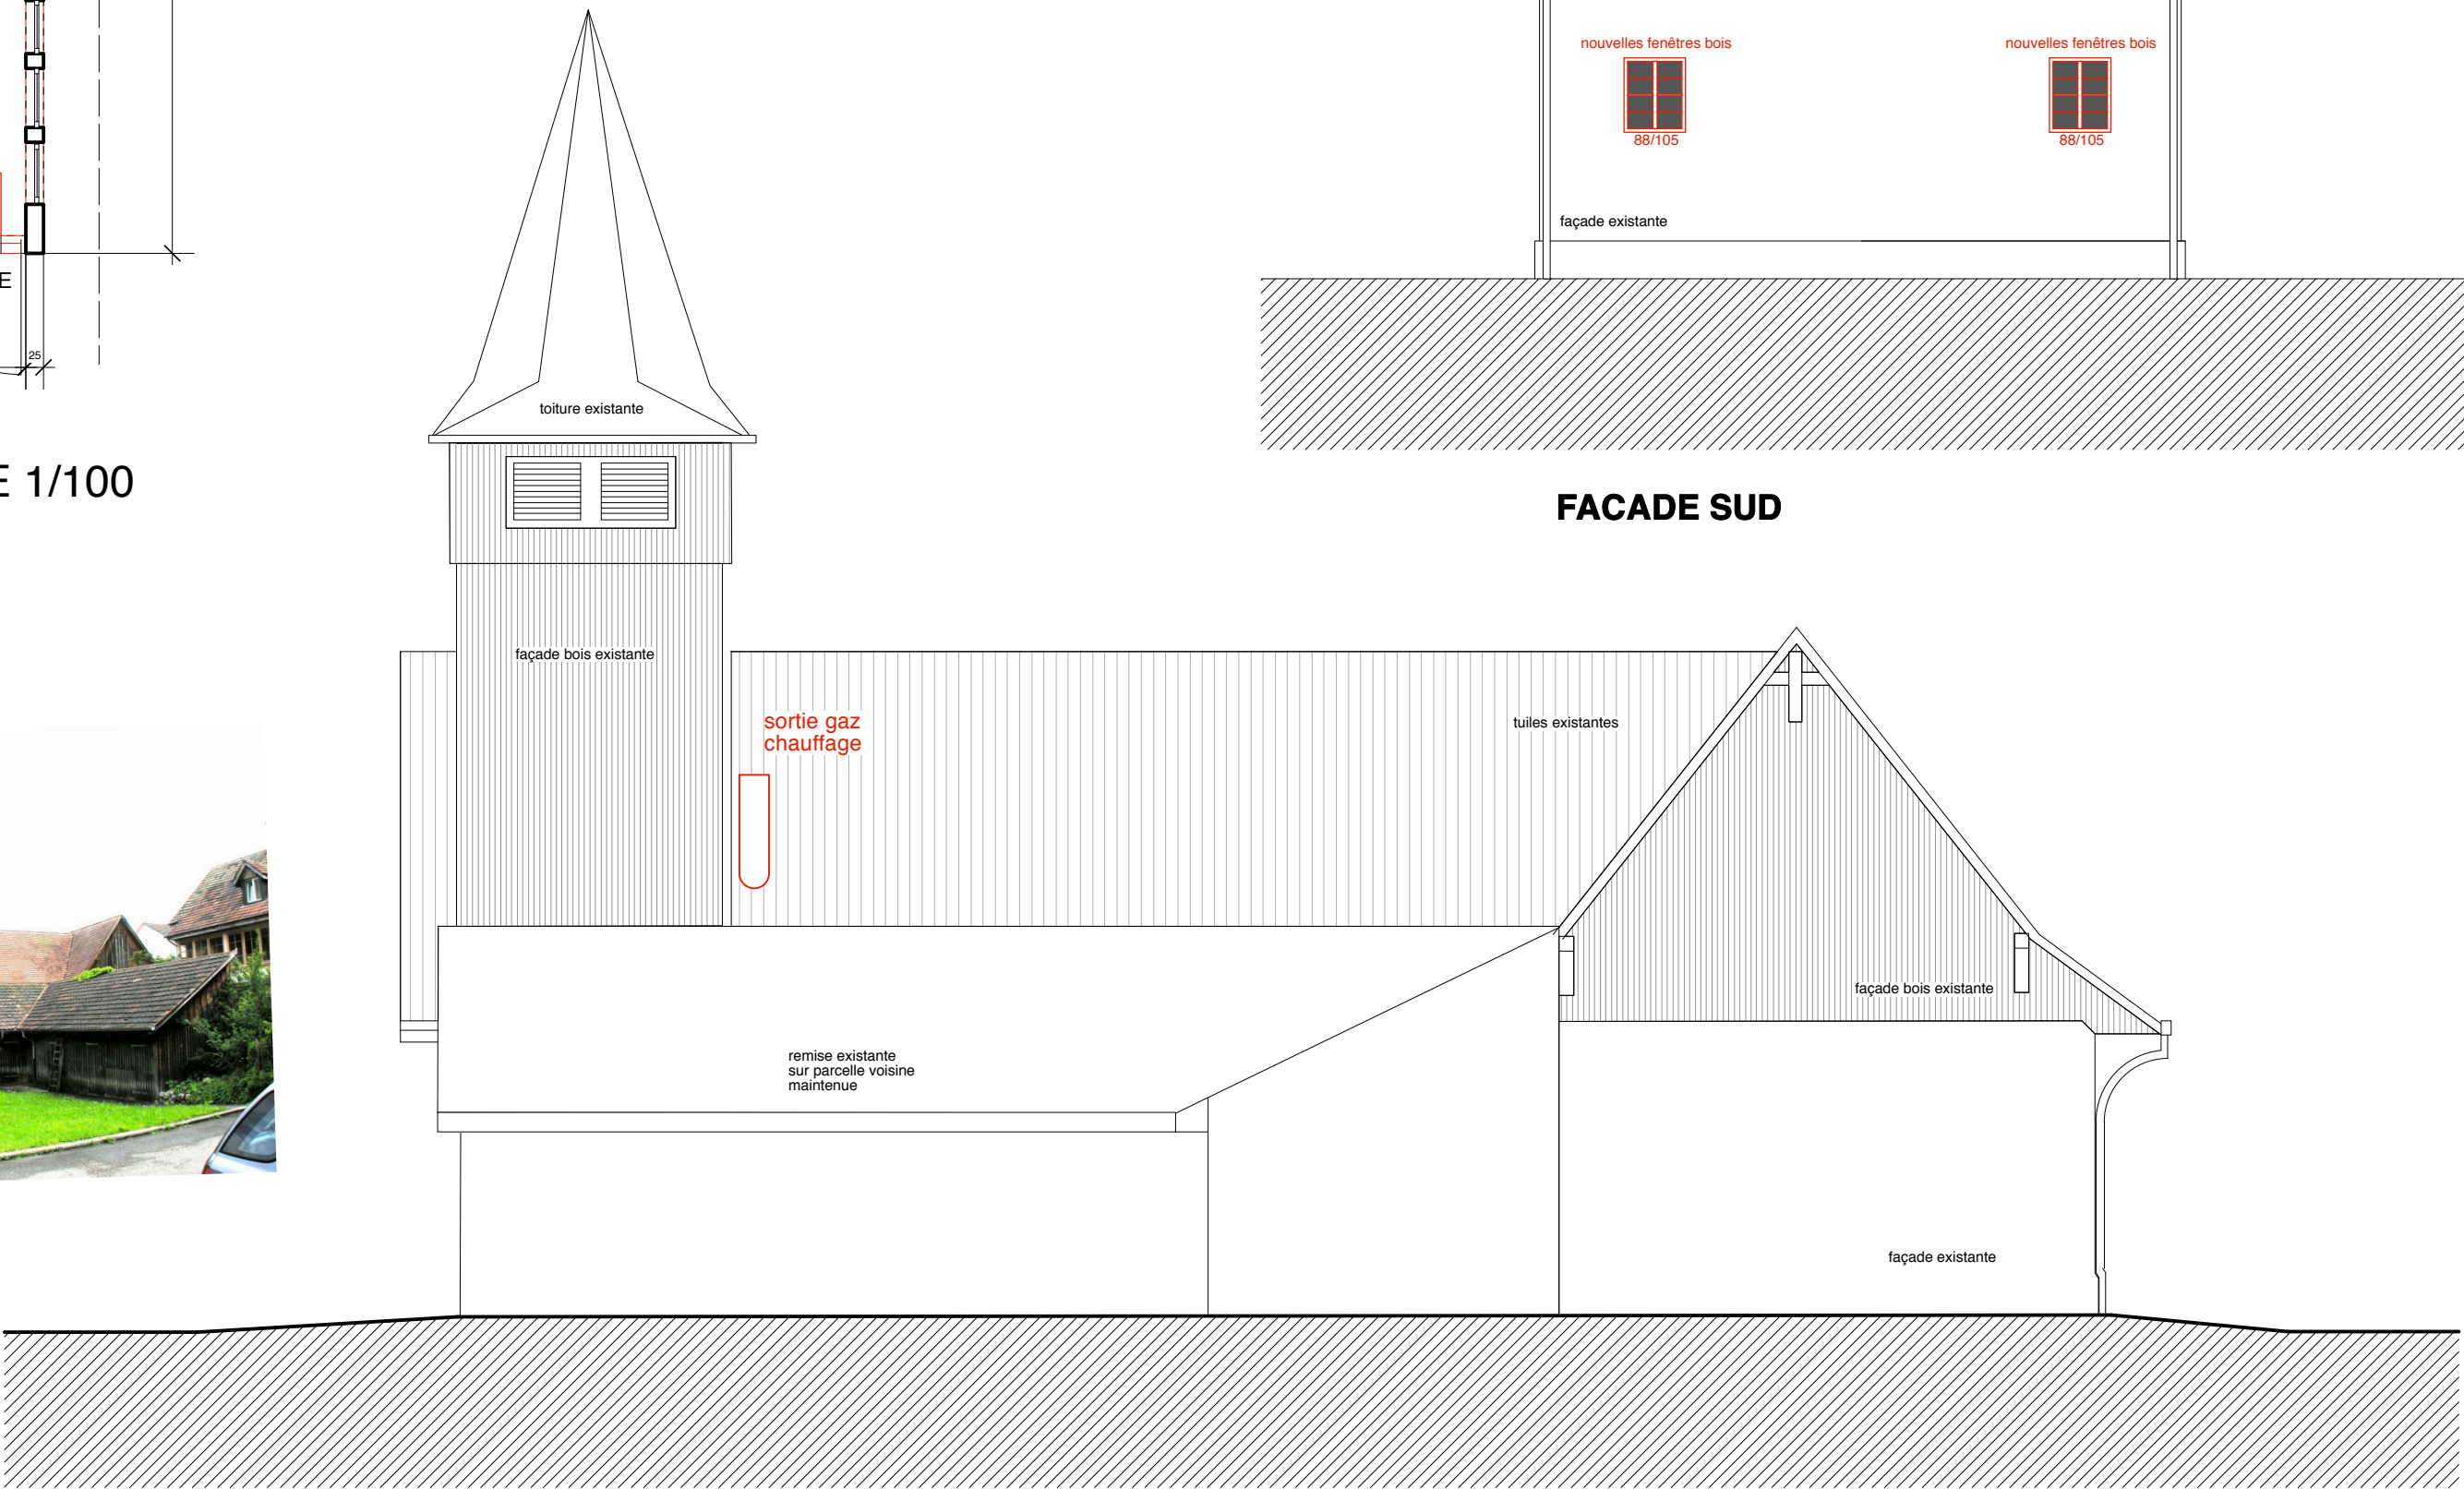 nouvelles fenêtres bois
nouvelles fenêtres bois
88/105
88/105
façade existante
E
25
toiture existante
E 1/100
FACADE SUD
façade bois existante
sortie gaz
chauffage
tuiles existantes
façade bois existante
remise existante
sur parcelle voisine
maintenue
façade existante